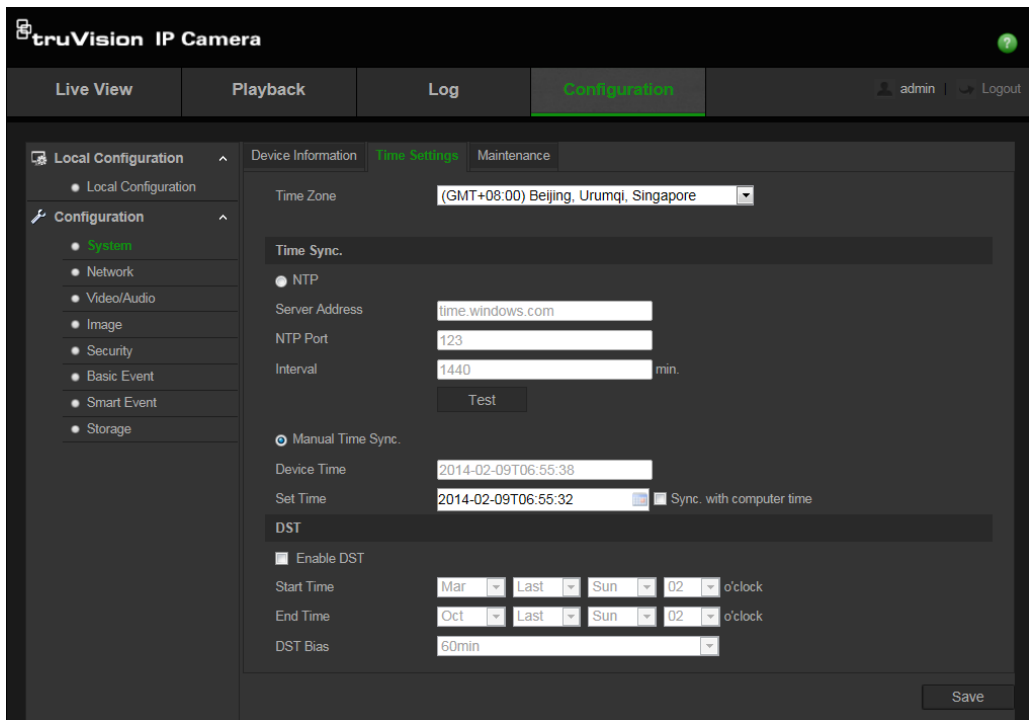 truVision IP Camera
?
Live View Playback Log Configuration admin | Logout
Local Configuration
Local Configuration
Configuration
System
Network
Video/Audio
Image
Security
Basic Event
Smart Event
Storage
Device Information Time Settings Maintenance
Time Zone (GMT+08:00) Beijing, Urumqi, Singapore
Time Sync.
NTP
Server Address time.windows.com
NTP Port 123
Interval 1440 min.
Test
Manual Time Sync.
Device Time 2014-02-09T06:55:38
Set Time 2014-02-09T06:55:32 Sync. with computer time
DST
Enable DST
Start Time Mar Last Sun 02 o'clock
End Time Oct Last Sun 02 o'clock
DST Bias 60min
Save